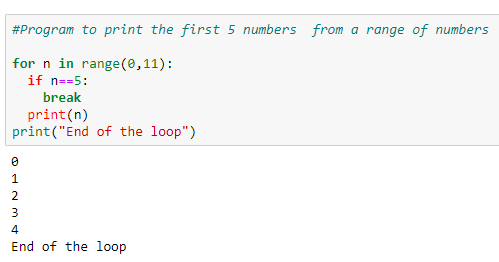 #Program to print the first 5 numbers  from a range of numbers
for n in range(0,11):
  if n==5:
    break
  print(n)
print("End of the loop")
0
1
2
3
4
End of the loop